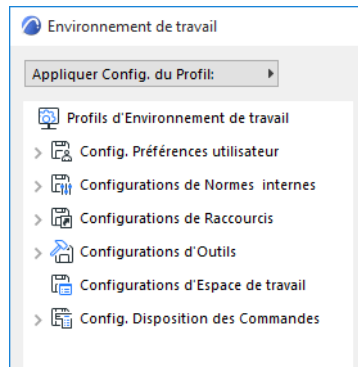 Environnement de travail
Appliquer Config. du Profil:
Profils d'Environnement de travail
Config. Préférences utilisateur
Configurations de Normes internes
Configurations de Raccourcis
Configurations d'Outils
Configurations d'Espace de travail
Config. Disposition des Commandes